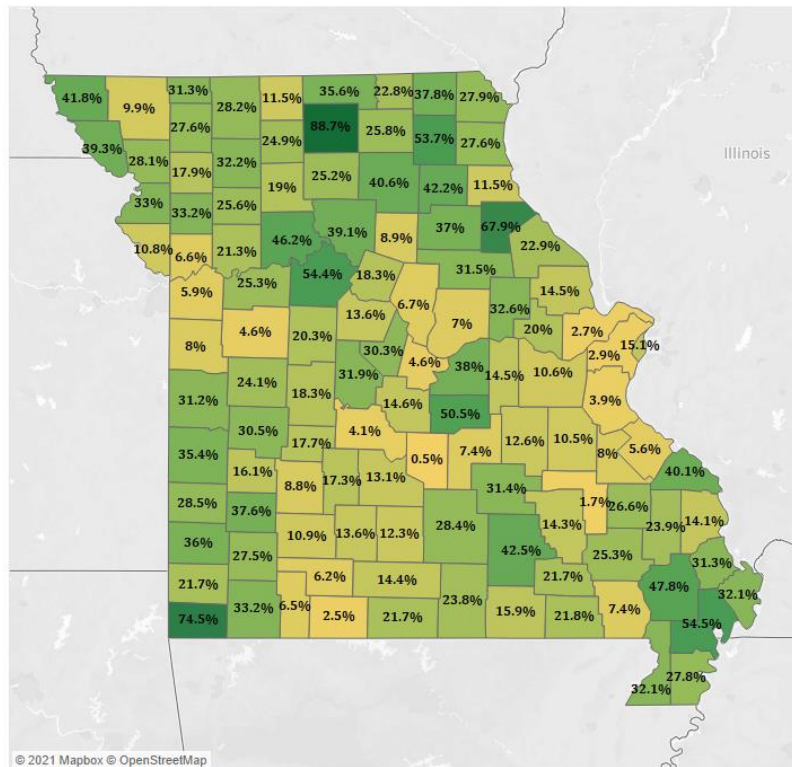 31.3% 35.6% 22.8% 37.8% 27.9%
41.8% 9.9% 28.2% 11.5%
27.6% 88.7% 25.8% 53.7% 27.6%
39.3% 28.1% 32.2% 24.9% Illinois
17.9% 19% 25.2% 40.6% 42.2% 11.5%
33% 33.2% 25.6%
46.2% 39.1% 8.9% 37% 67.9% 22.9%
10.8% 6.6% 21.3%
5.9% 25.3% 54.4% 18.3% 31.5% 14.5%
6.7% 32.6%
4.6% 20.3% 13.6% 7% 20% 2.7% 15.1%
8% 30.3% 4.6% 38% 2.9%
24.1% 18.3% 31.9% 14.5% 10.6%
31.2% 14.6% 50.5% 3.9%
30.5% 17.7% 4.1% 0.5% 7.4% 12.6% 10.5% 8% 5.6%
35.4% 16.1% 8.8% 17.3% 13.1% 40.1%
28.5% 37.6% 31.4% 1.7% 26.6% 14.1%
10.9% 13.6% 12.3% 28.4% 14.3% 23.9%
36% 27.5% 42.5% 25.3% 31.3%
21.7% 6.2% 14.4% 21.7% 47.8% 32.1%
74.5% 33.2% 6.5% 2.5% 21.7% 23.8% 15.9% 21.8% 7.4% 54.5%
32.1% 27.8%
© 2021 Mapbox © OpenStreetMap